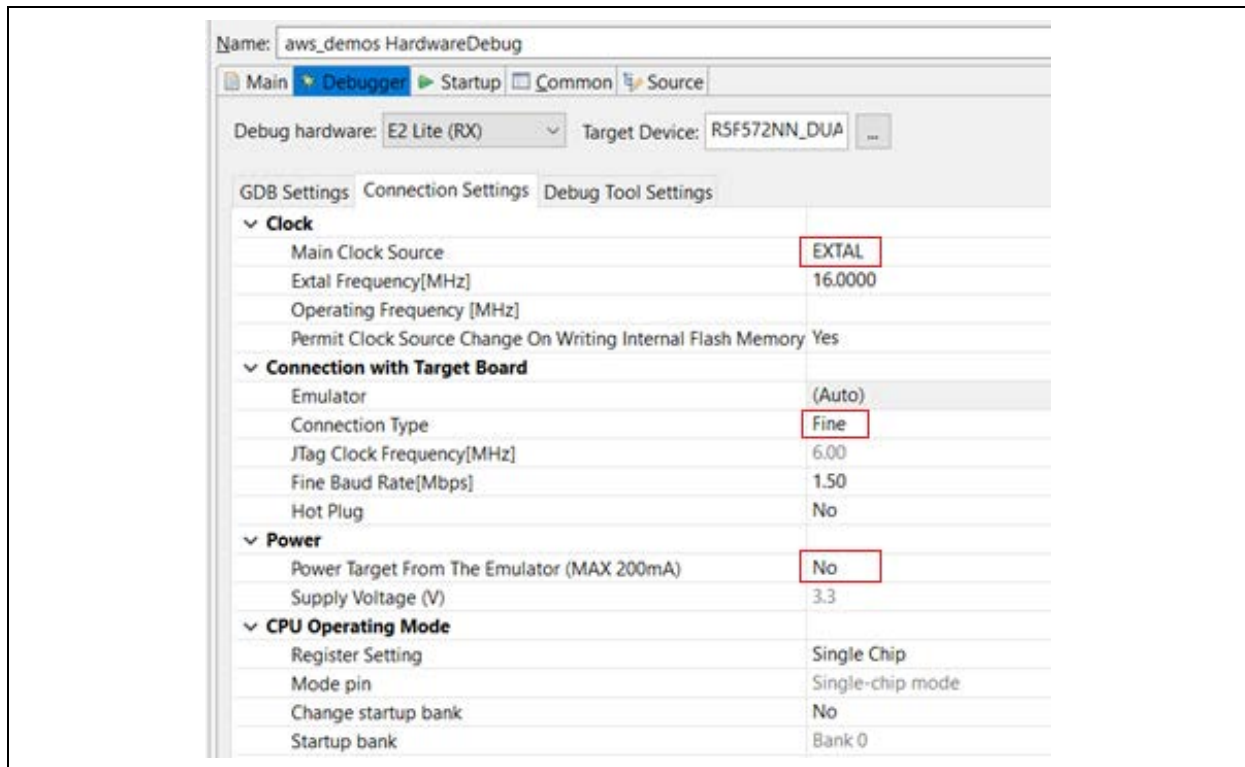 Name: aws_demos HardwareDebug
Main Debugger Startup Common Source
Debug hardware: E2 Lite (RX) Target Device: R5F572NN_DUA ...
GDB Settings Connection Settings Debug Tool Settings
Clock
Main Clock Source EXTAL
Extal Frequency[MHz] 16.0000
Operating Frequency [MHz]
Permit Clock Source Change On Writing Internal Flash Memory Yes
Connection with Target Board
Emulator (Auto)
Connection Type Fine
JTag Clock Frequency[MHz] 6.00
Fine Baud Rate[Mbps] 1.50
Hot Plug No
Power
Power Target From The Emulator (MAX 200mA) No
Supply Voltage (V) 3.3
CPU Operating Mode
Register Setting Single Chip
Mode pin Single-chip mode
Change startup bank No
Startup bank Bank 0